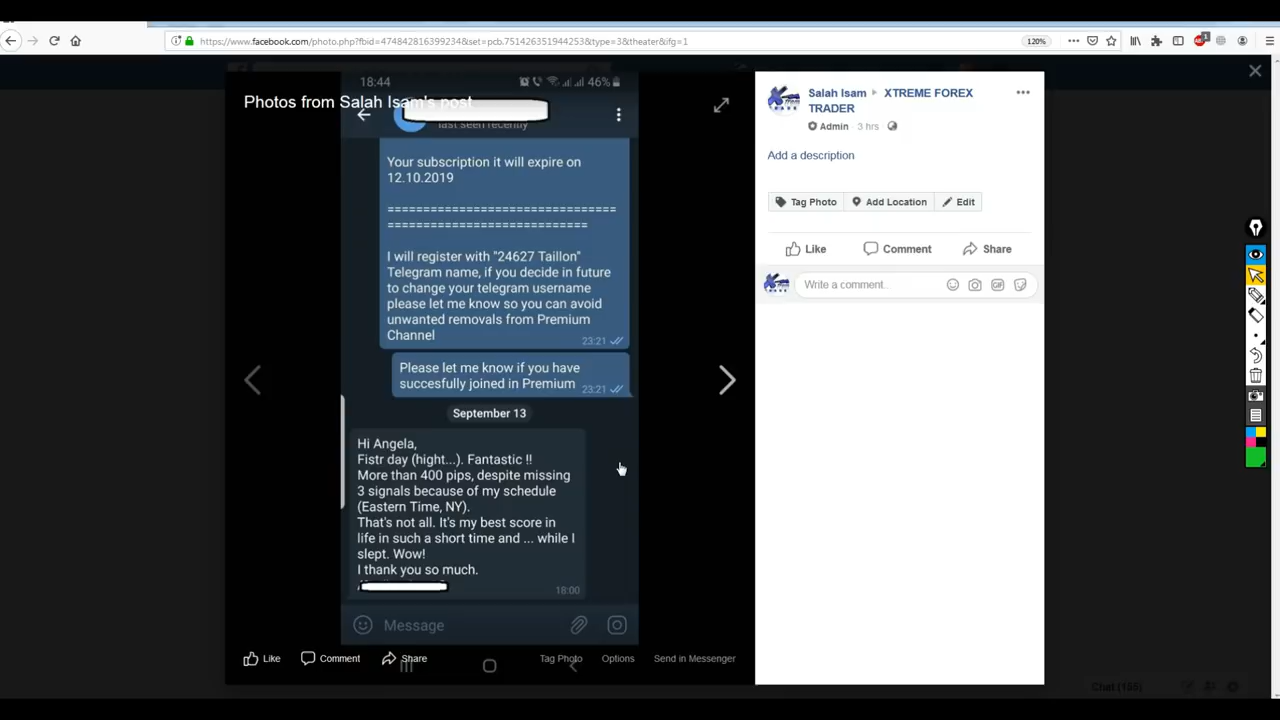 https://www.facebook.com/photo.php?fbid=474842816399234&set=pcb.751426351944253&type=3&theater&ifg=1
120%
18:44
46%
Photos from Salah Isam's post
last seen recently
Your subscription it will expire on
12.10.2019
==============================
============================
I will register with "24627 Taillon"
Telegram name, if you decide in future
to change your telegram username
please let me know so you can avoid
unwanted removals from Premium
Channel
23:21
Please let me know if you have
succesfully joined in Premium
23:21
September 13
Hi Angela,
Fistr day (hight...). Fantastic !!
More than 400 pips, despite missing
3 signals because of my schedule
(Eastern Time, NY).
That's not all. It's my best score in
life in such a short time and ... while I
slept. Wow!
I thank you so much.
18:00
Message
Like
Comment
Share
Tag Photo
Options
Send in Messenger
Salah Isam
XTREME FOREX
TRADER
Admin
3 hrs
Add a description
Tag Photo
Add Location
Edit
Like
Comment
Share
Write a comment...
Chat (155)
1